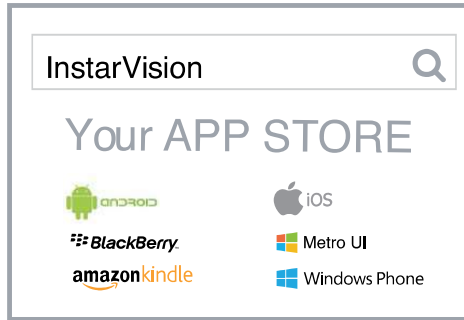 InstarVision
Your APP STORE
android
iOS
BlackBerry
Metro UI
amazonkindle
Windows Phone